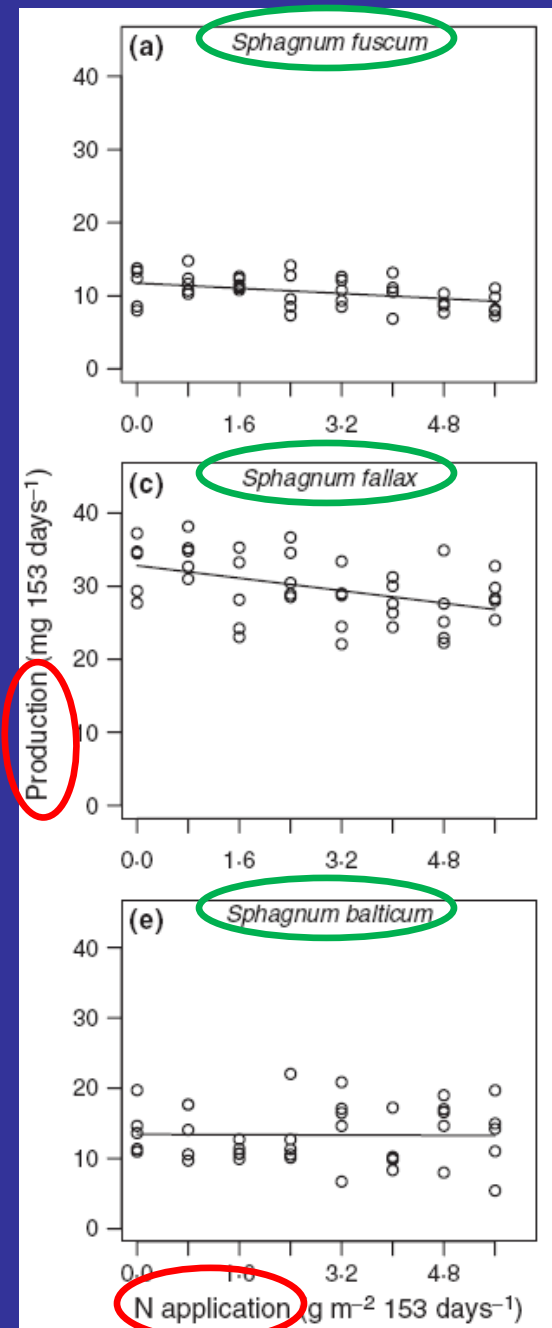 (a) Sphagnum fuscum
40
30
20
10
0
0·0 1·6 3·2 4·8
(c) Sphagnum fallax
40
30
20
10
0
0·0 1·6 3·2 4·8
(e) Sphagnum balticum
40
30
20
10
0
0·0 1·6 3·2 4·8
Production (mg 153 days⁻¹)
N application (g m⁻² 153 days⁻¹)